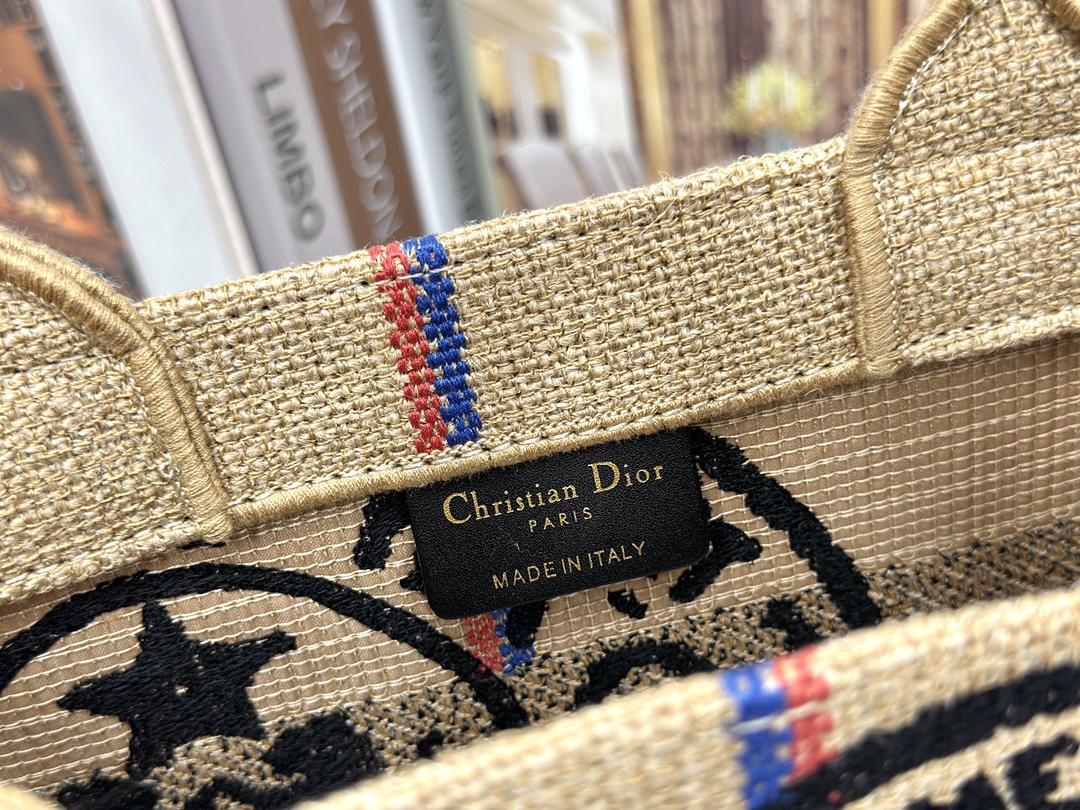 LIMBO
Y SHELDON
Christian Dior
PARIS
MADE IN ITALY